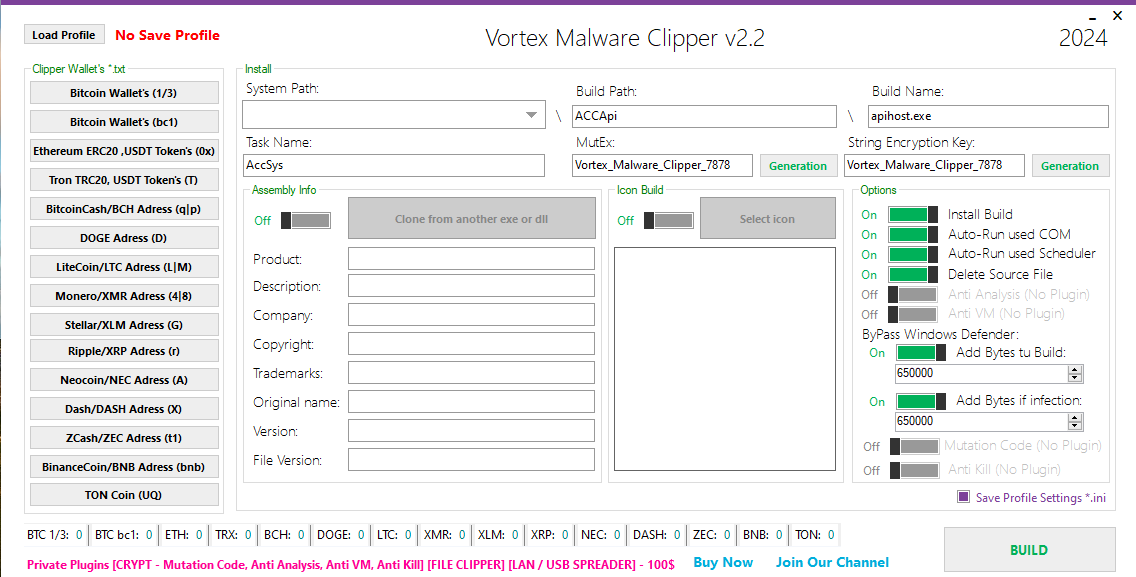 Load Profile
No Save Profile
Vortex Malware Clipper v2.2
2024
Clipper Wallet's *.txt
Bitcoin Wallet's (1/3)
Bitcoin Wallet's (bc1)
Ethereum ERC20 ,USDT Token's (0x)
Tron TRC20, USDT Token's (T)
BitcoinCash/BCH Adress (q|p)
DOGE Adress (D)
LiteCoin/LTC Adress (L|M)
Monero/XMR Adress (4|8)
Stellar/XLM Adress (G)
Ripple/XRP Adress (r)
Neocoin/NEC Adress (A)
Dash/DASH Adress (X)
ZCash/ZEC Adress (t1)
BinanceCoin/BNB Adress (bnb)
TON Coin (UQ)
Install
System Path:
\
Build Path:
ACCApi
\
Build Name:
apihost.exe
Task Name:
AccSys
MutEx:
Vortex_Malware_Clipper_7878
Generation
String Encryption Key:
Vortex_Malware_Clipper_7878
Generation
Assembly Info
Off
Clone from another exe or dll
Product:
Description:
Company:
Copyright:
Trademarks:
Original name:
Version:
File Version:
Icon Build
Off
Select icon
Options
On Install Build
On Auto-Run used COM
On Auto-Run used Scheduler
On Delete Source File
Off Anti Analysis (No Plugin)
Off Anti VM (No Plugin)
ByPass Windows Defender:
On Add Bytes tu Build:
650000
On Add Bytes if infection:
650000
Off Mutation Code (No Plugin)
Off Anti Kill (No Plugin)
Save Profile Settings *.ini
BTC 1/3: 0 BTC bc1: 0 ETH: 0 TRX: 0 BCH: 0 DOGE: 0 LTC: 0 XMR: 0 XLM: 0 XRP: 0 NEC: 0 DASH: 0 ZEC: 0 BNB: 0 TON: 0
Private Plugins [CRYPT - Mutation Code, Anti Analysis, Anti VM, Anti Kill] [FILE CLIPPER] [LAN / USB SPREADER] - 100$
Buy Now
Join Our Channel
BUILD